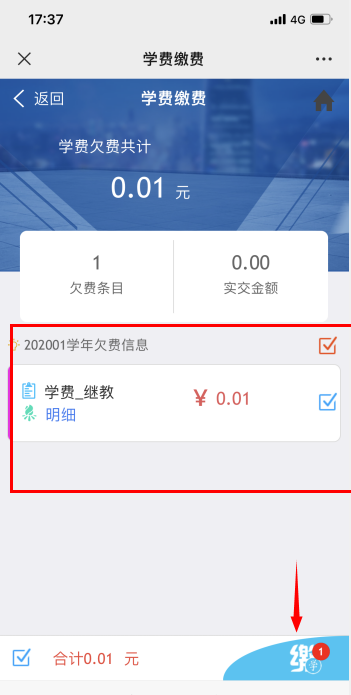 17:37 4G
学费缴费
返回 学费缴费
学费欠费共计
0.01 元
1 0.00
欠费条目 实交金额
202001学年欠费信息
学费_继教 ¥ 0.01
明细
合计0.01 元 缴 学 1